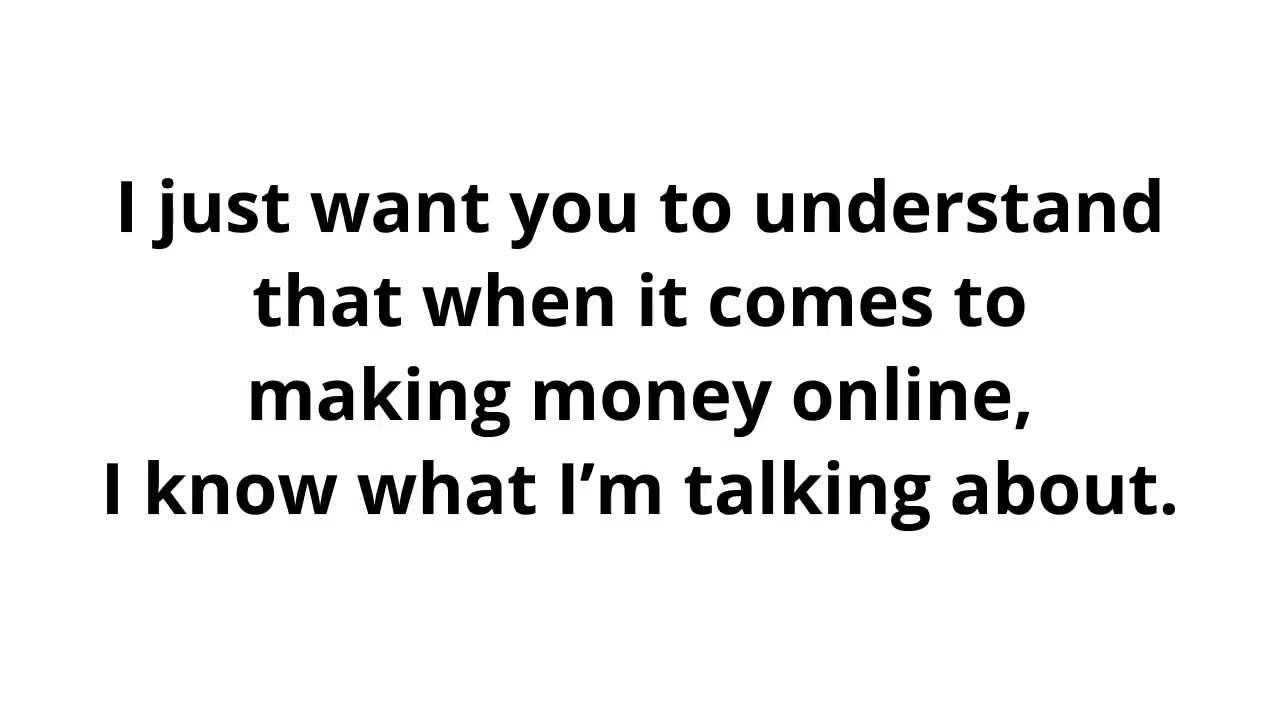 I just want you to understand
that when it comes to
making money online,
I know what I’m talking about.